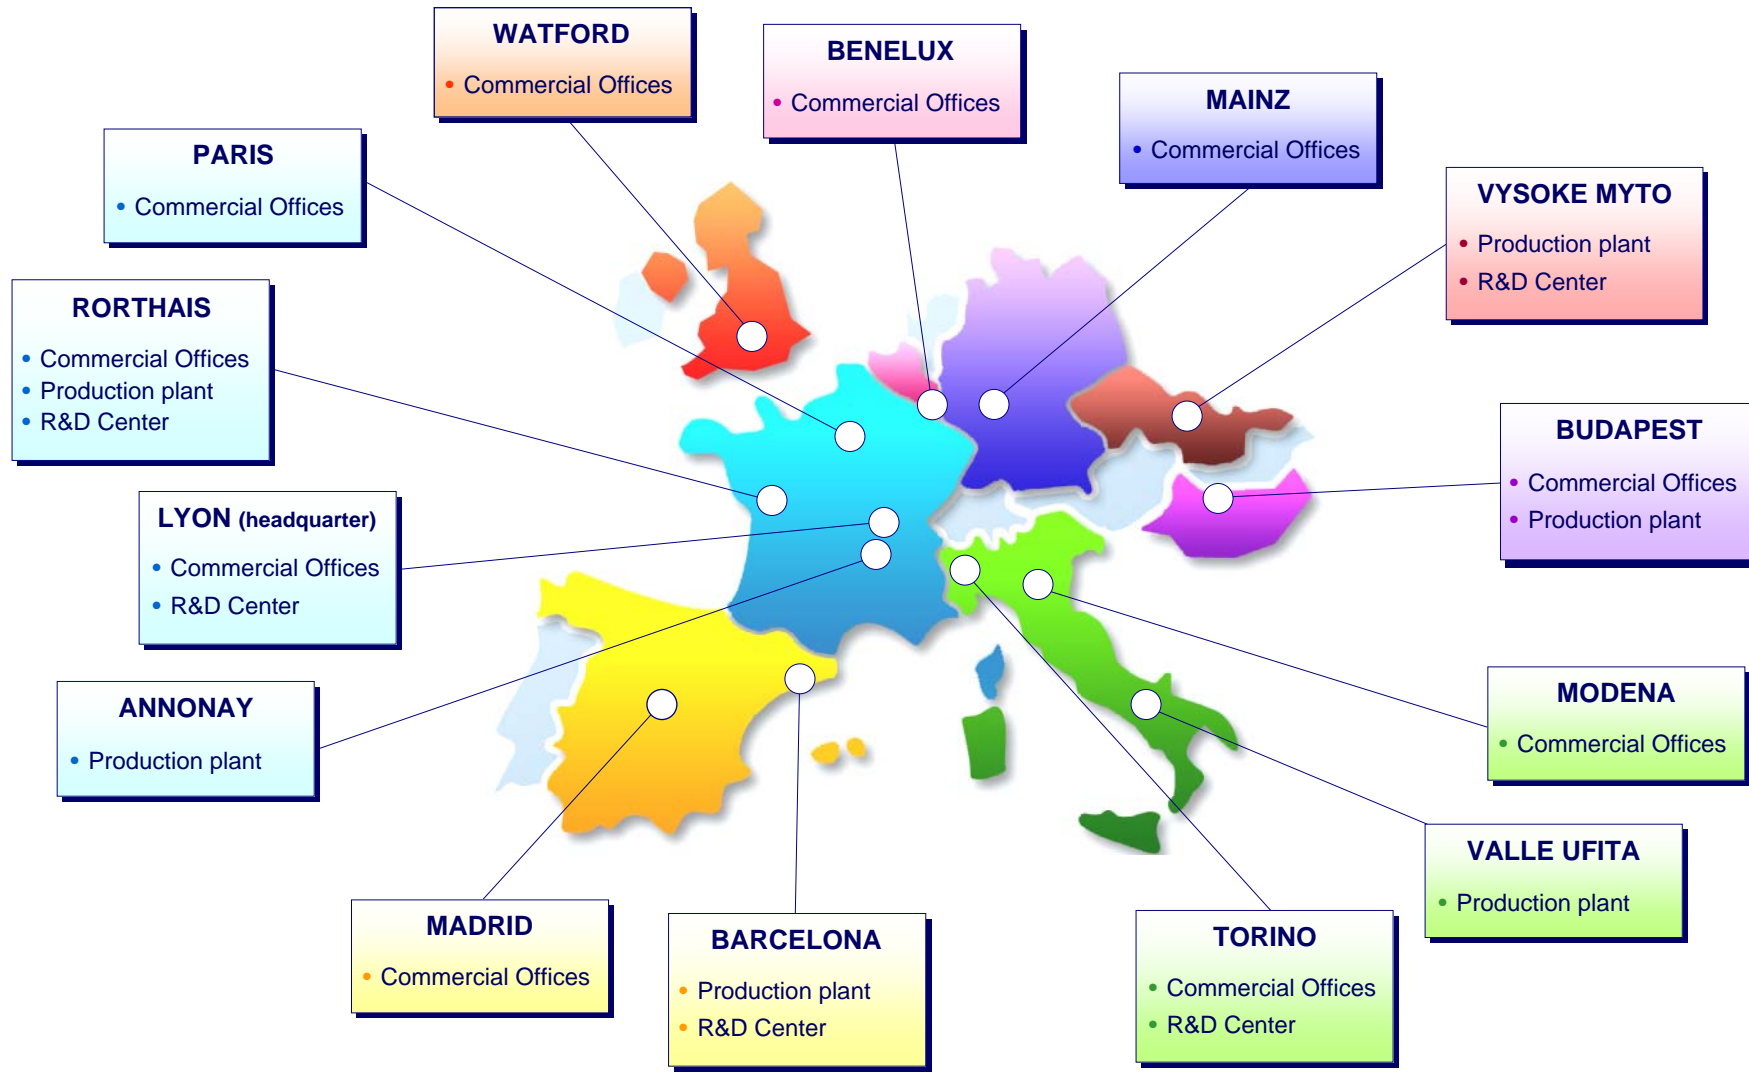 WATFORD
• Commercial Offices
BENELUX
• Commercial Offices
MAINZ
• Commercial Offices
PARIS
• Commercial Offices
VYSOKE MYTO
• Production plant
• R&D Center
RORTHAIS
• Commercial Offices
• Production plant
• R&D Center
BUDAPEST
• Commercial Offices
• Production plant
LYON (headquarter)
• Commercial Offices
• R&D Center
ANNONAY
• Production plant
MODENA
• Commercial Offices
VALLE UFITA
• Production plant
MADRID
• Commercial Offices
BARCELONA
• Production plant
• R&D Center
TORINO
• Commercial Offices
• R&D Center